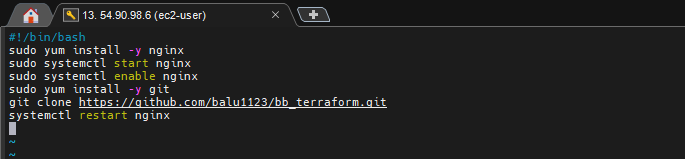 13. 54.90.98.6 (ec2-user)
#!/bin/bash
sudo yum install -y nginx
sudo systemctl start nginx
sudo systemctl enable nginx
sudo yum install -y git
git clone https://github.com/balu1123/bb_terraform.git
systemctl restart nginx
~
~